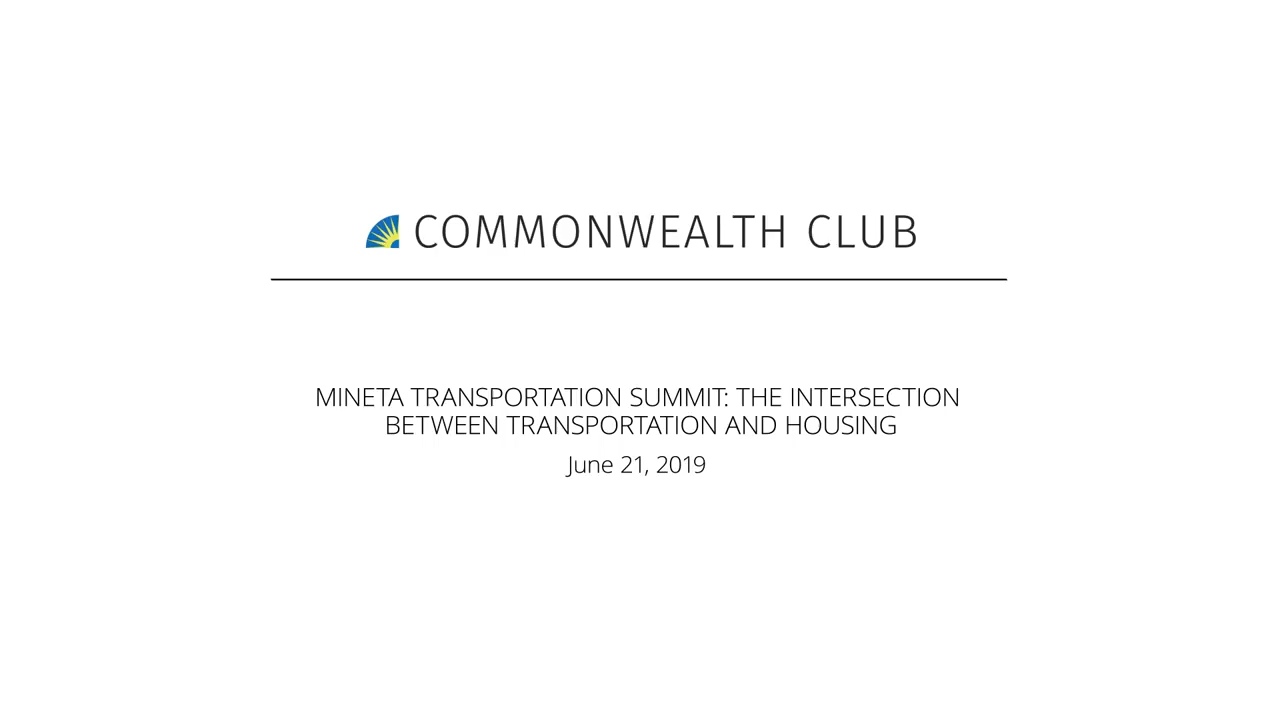 COMMONWEALTH CLUB
MINETA TRANSPORTATION SUMMIT: THE INTERSECTION
BETWEEN TRANSPORTATION AND HOUSING
June 21, 2019